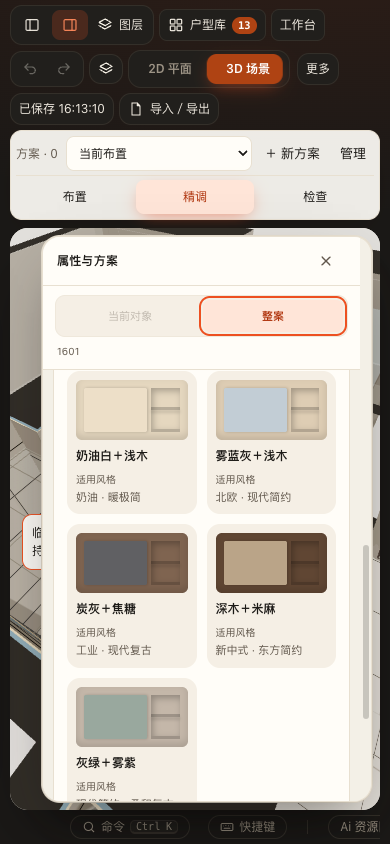 图层
户型库 13
工作台
2D 平面
3D 场景
更多
已保存 16:13:10
导入 / 导出
方案 · 0
当前布置
＋ 新方案
管理
布置
精调
检查
属性与方案
当前对象
整案
1601
奶油白＋浅木
适用风格
奶油 · 暖极简
雾蓝灰＋浅木
适用风格
北欧 · 现代简约
炭灰＋焦糖
适用风格
工业 · 现代复古
深木＋米麻
适用风格
新中式 · 东方简约
灰绿＋雾紫
适用风格
临
持
命令 Ctrl K
快捷键
Ai 资源